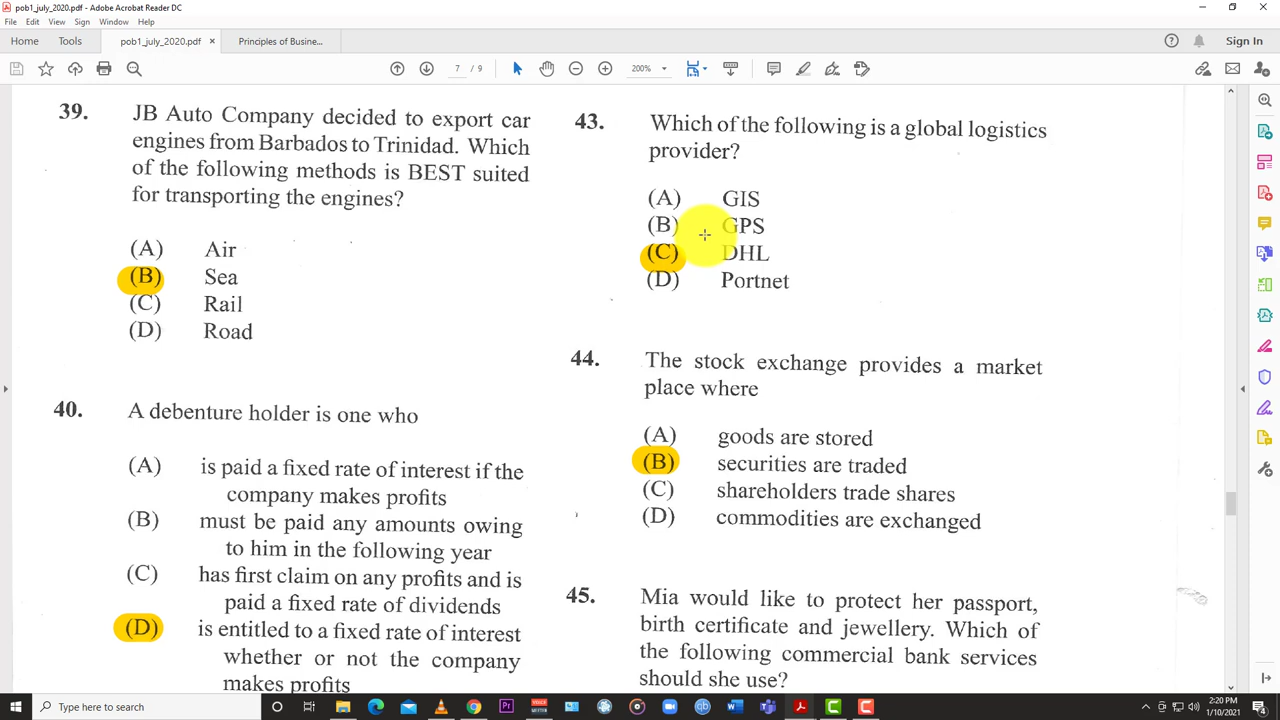 pob1_july_2020.pdf - Adobe Acrobat Reader DC
File Edit View Sign Window Help
Home Tools pob1_july_2020.pdf × Principles of Busine... Sign In
7 / 9 200%
39. JB Auto Company decided to export car
engines from Barbados to Trinidad. Which
of the following methods is BEST suited
for transporting the engines?
(A) Air
(B) Sea
(C) Rail
(D) Road
40. A debenture holder is one who
(A) is paid a fixed rate of interest if the
company makes profits
(B) must be paid any amounts owing
to him in the following year
(C) has first claim on any profits and is
paid a fixed rate of dividends
(D) is entitled to a fixed rate of interest
whether or not the company
makes profits
43. Which of the following is a global logistics
provider?
(A) GIS
(B) GPS
(C) DHL
(D) Portnet
44. The stock exchange provides a market
place where
(A) goods are stored
(B) securities are traded
(C) shareholders trade shares
(D) commodities are exchanged
45. Mia would like to protect her passport,
birth certificate and jewellery. Which of
the following commercial bank services
should she use?
Type here to search
2:20 PM
1/10/2021